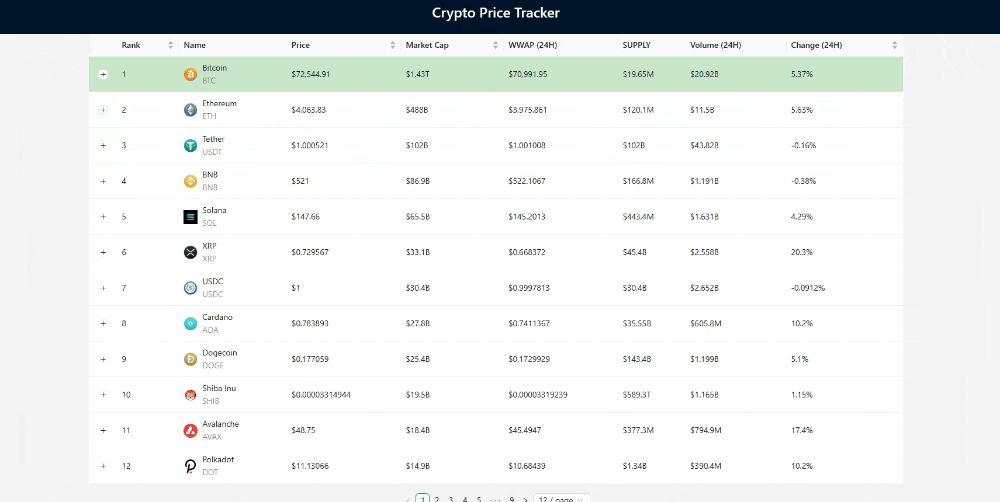 Crypto Price Tracker
Rank Name Price Market Cap WWAP (24H) SUPPLY Volume (24H) Change (24H)
+ 1 Bitcoin BTC $72,544.91 $1.43T $70,991.95 $19.65M $20.92B 5.37%
+ 2 Ethereum ETH $4.063.83 $488B $3.975.861 $120.1M $11.5B 5.63%
+ 3 Tether USDT $1.000521 $102B $1.001008 $102B $43.82B -0.16%
+ 4 BNB BNB $521 $86.9B $522.1067 $166.8M $1.191B -0.38%
+ 5 Solana SOL $147.66 $65.5B $145.2013 $443.4M $1.631B 4.29%
+ 6 XRP XRP $0.729567 $33.1B $0.668372 $45.4B $2.558B 20.3%
+ 7 USDC USDC $1 $30.4B $0.9997813 $30.4B $2.652B -0.0912%
+ 8 Cardano ADA $0.783893 $27.8B $0.7411367 $35.55B $605.8M 10.2%
+ 9 Dogecoin DOGE $0.177059 $25.4B $0.1729929 $143.4B $1.199B 5.1%
+ 10 Shiba Inu SHIB $0.00003314944 $19.5B $0.00003319239 $589.3T $1.165B 1.15%
+ 11 Avalanche AVAX $48.75 $18.4B $45.4947 $377.3M $794.9M 17.4%
+ 12 Polkadot DOT $11.13066 $14.9B $10.68439 $1.34B $390.4M 10.2%
< 1 2 3 4 5 ••• 9 > 12 / page